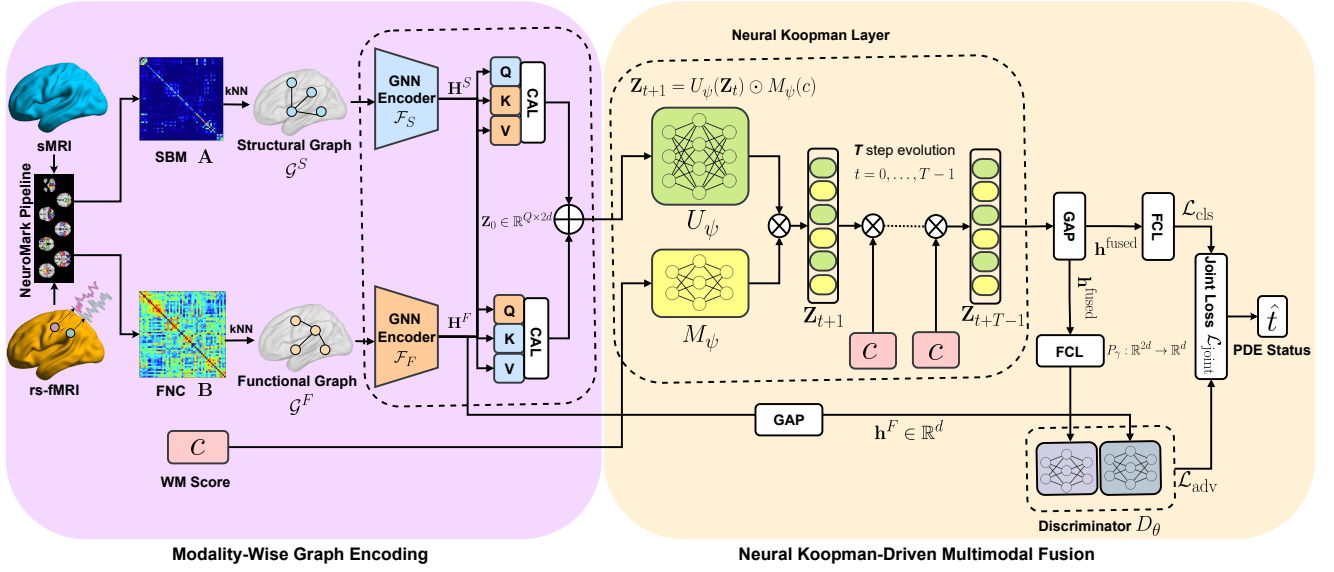 sMRI
NeuroMark Pipeline
rs-fMRI
SBM A
FNC B
kNN
kNN
Structural Graph
𝒢^S
Functional Graph
𝒢^F
GNN
Encoder
ℱ_S
GNN
Encoder
ℱ_F
H^S
H^F
Q
K
V
CAL
Q
K
V
CAL
Z_0 ∈ ℝ^{Q×2d}
c
WM Score
Modality-Wise Graph Encoding
Neural Koopman Layer
Z_{t+1} = U_ψ(Z_t) ⊙ M_ψ(c)
U_ψ
M_ψ
Z_{t+1}
T step evolution
t = 0, . . . , T − 1
c
c
Z_{t+T−1}
GAP
h^fused
FCL
ℒ_cls
h^fused
FCL
P_γ : ℝ^{2d} → ℝ^d
Joint Loss ℒ_joint
t̂
PDE Status
GAP
h^F ∈ ℝ^d
ℒ_adv
Discriminator D_θ
Neural Koopman-Driven Multimodal Fusion